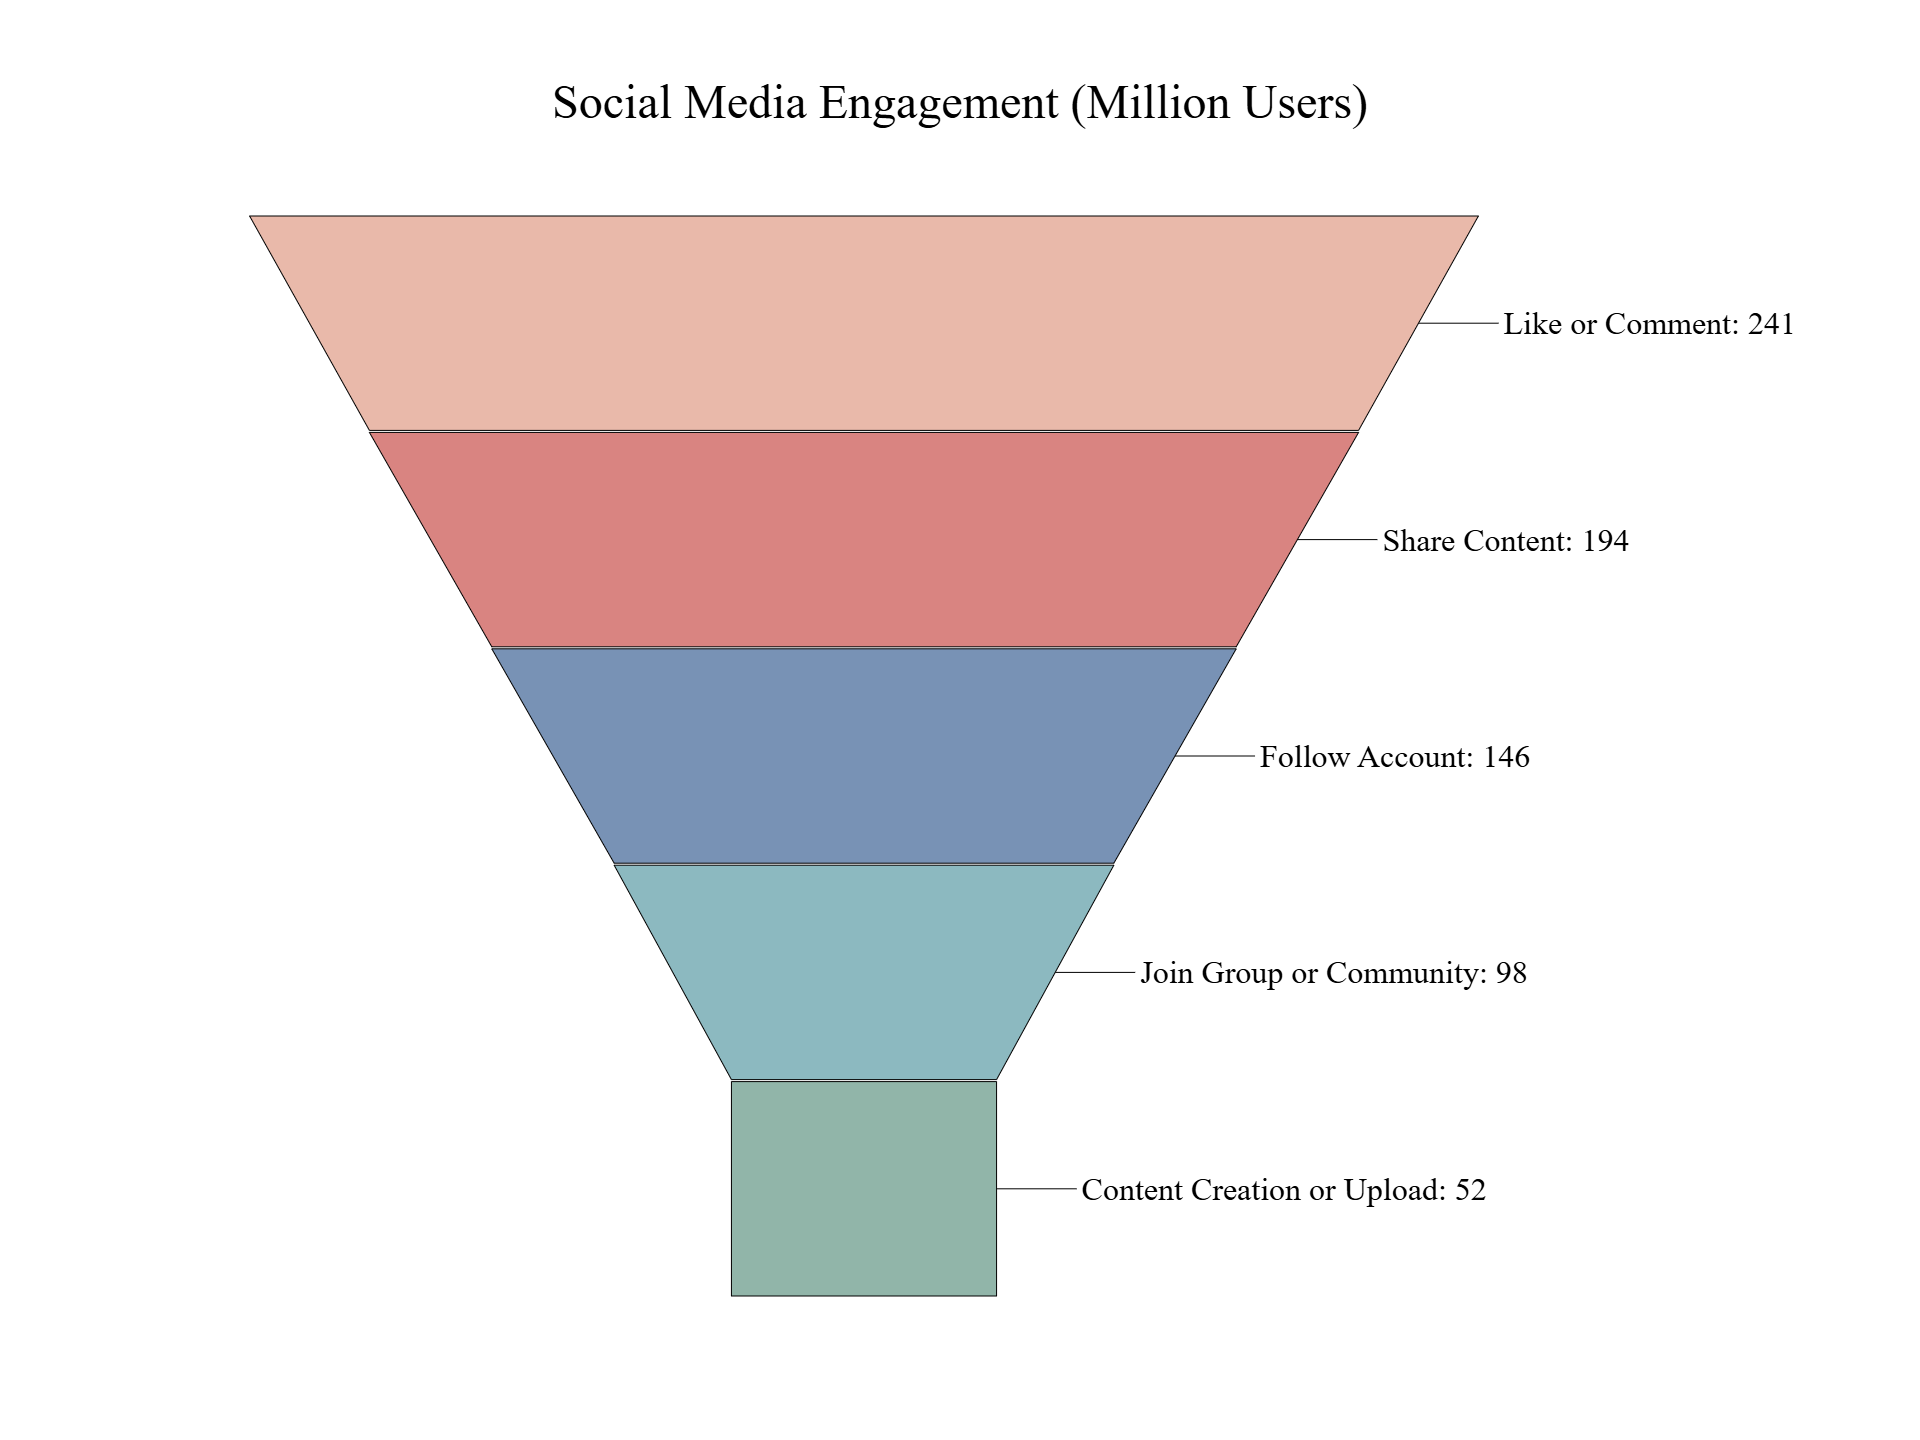 Social Media Engagement (Million Users)
Like or Comment: 241
Share Content: 194
Follow Account: 146
Join Group or Community: 98
Content Creation or Upload: 52